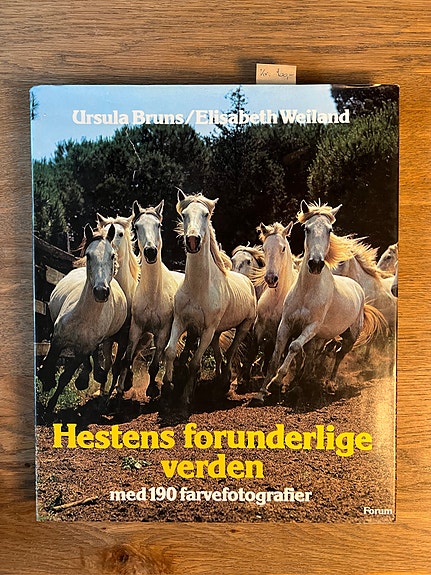 Ursula Bruns/Elisabeth Weiland
Hestens forunderlige
verden
med 190 farvefotografier
Forum